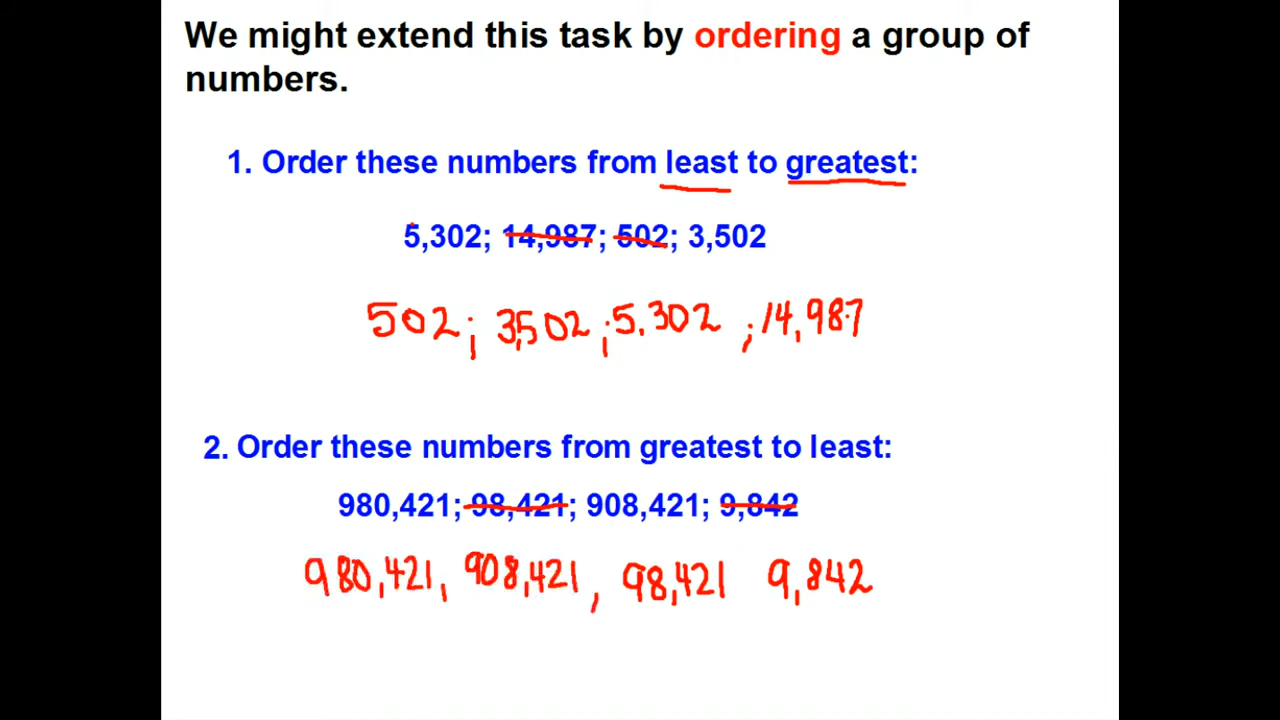 We might extend this task by ordering a group of
numbers.
1. Order these numbers from least to greatest:
5,302; 14,987; 502; 3,502
502; 3,502; 5,302; 14,987
2. Order these numbers from greatest to least:
980,421; 98,421; 908,421; 9,842
980,421, 908,421, 98,421 9,842